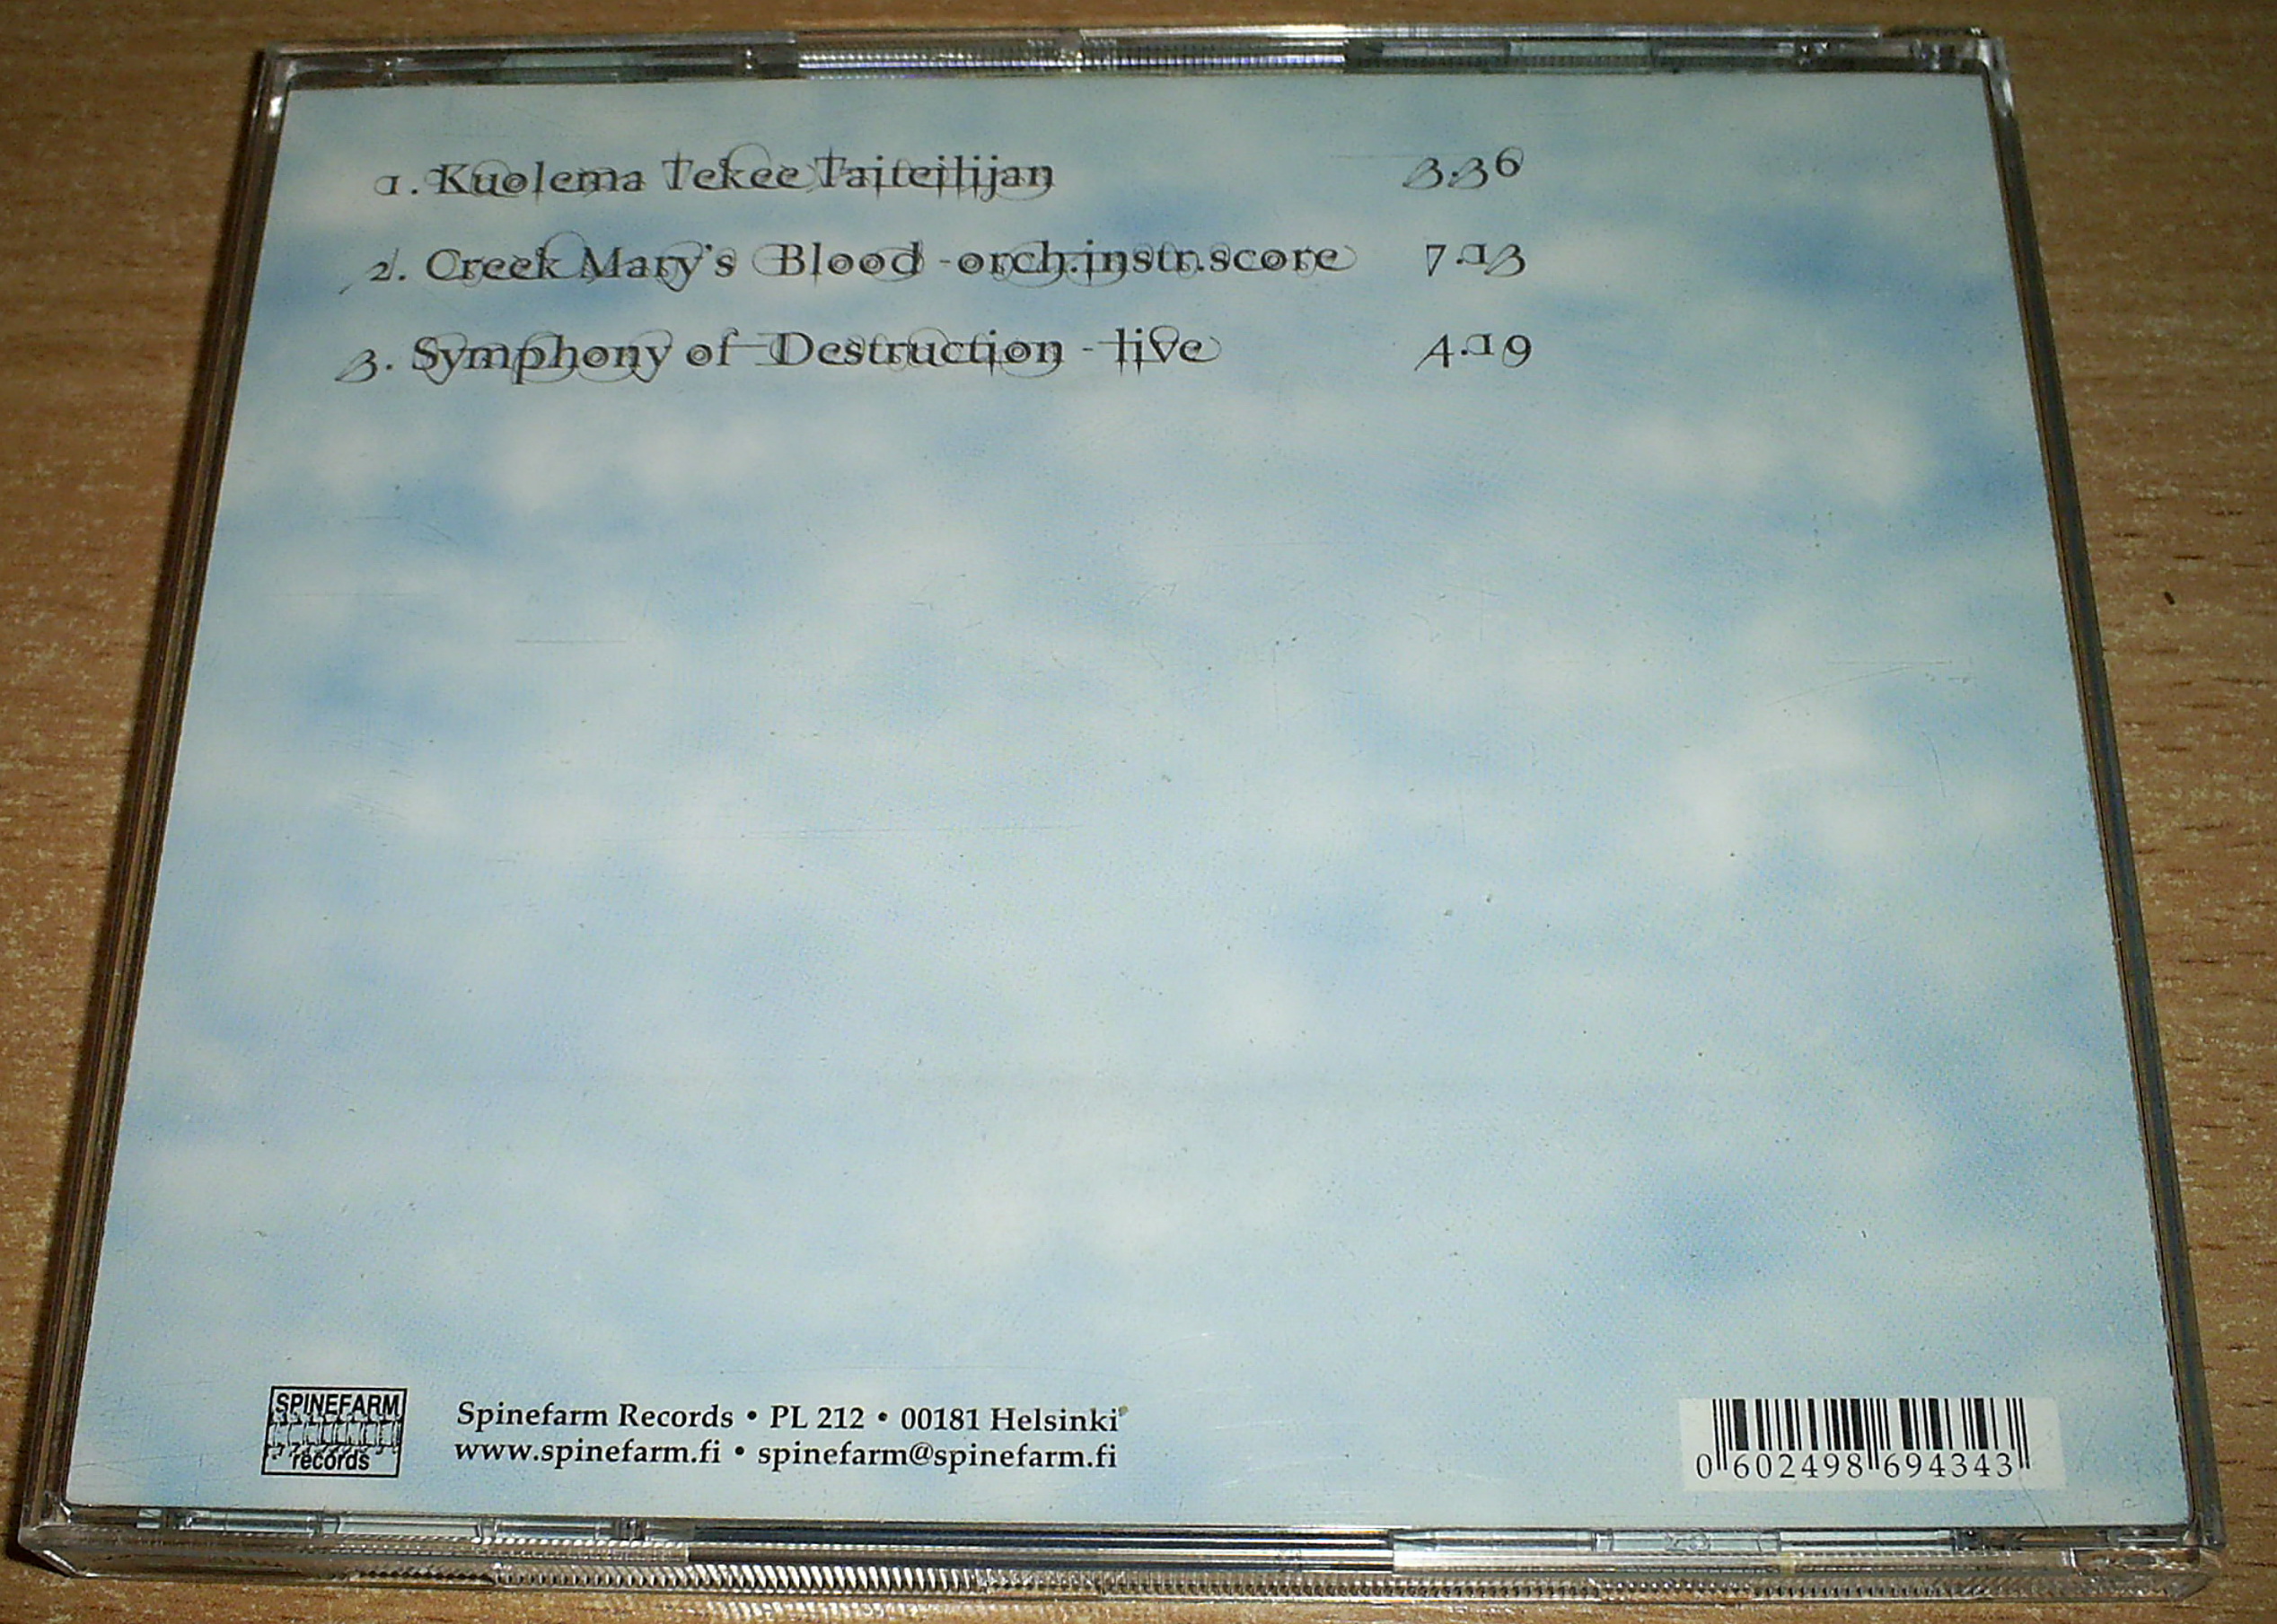 1. Kuolema Tekee Taiteilijan 3.36
2. Creek Mary's Blood -orch.instr.score 7.13
3. Symphony of Destruction - live 4.19
SPINEFARM
records
Spinefarm Records • PL 212 • 00181 Helsinki
www.spinefarm.fi • spinefarm@spinefarm.fi
0 602498 694343